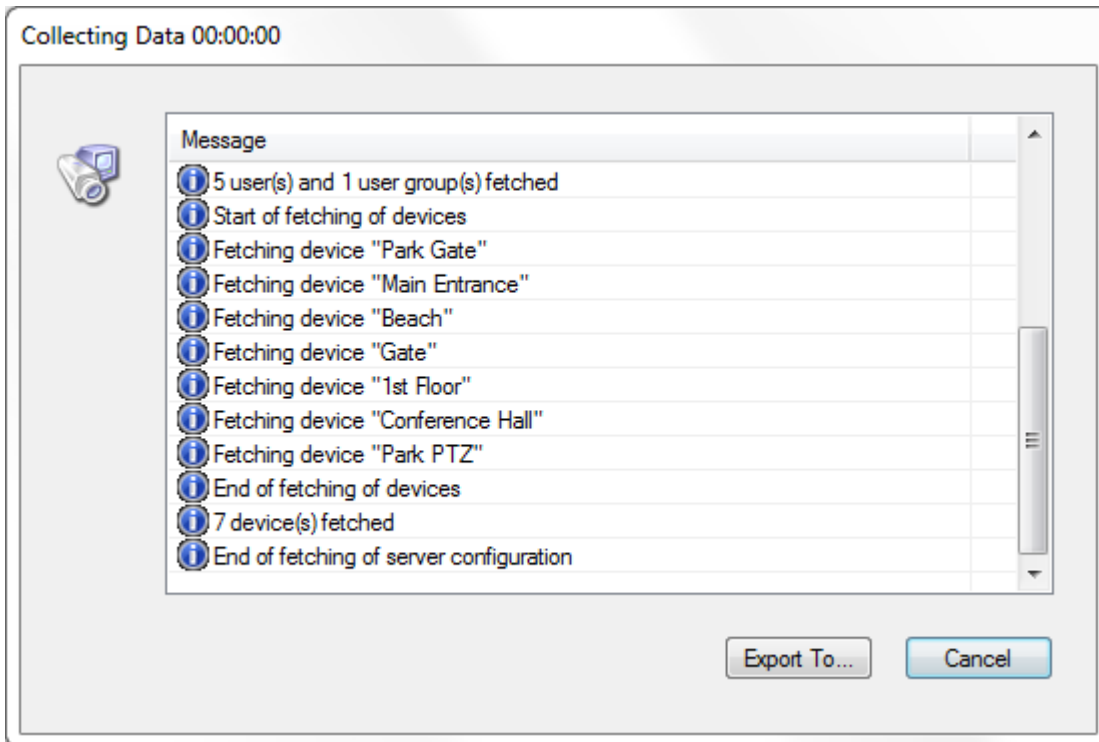 Collecting Data 00:00:00
Message
5 user(s) and 1 user group(s) fetched
Start of fetching of devices
Fetching device "Park Gate"
Fetching device "Main Entrance"
Fetching device "Beach"
Fetching device "Gate"
Fetching device "1st Floor"
Fetching device "Conference Hall"
Fetching device "Park PTZ"
End of fetching of devices
7 device(s) fetched
End of fetching of server configuration
Export To... Cancel